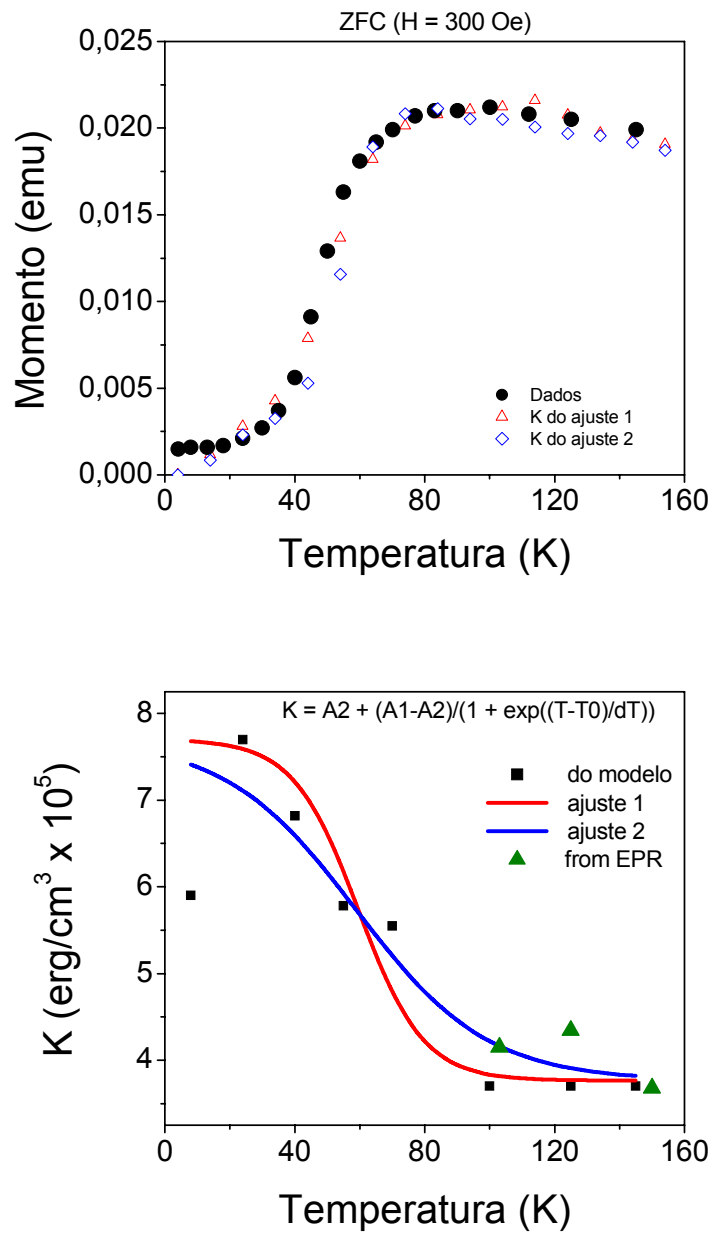 ZFC (H = 300 Oe)
0,025
0,020
0,015
0,010
0,005
0,000
Momento (emu)
Dados
K do ajuste 1
K do ajuste 2
0 40 80 120 160
Temperatura (K)
K = A2 + (A1-A2)/(1 + exp((T-T0)/dT))
8
7
6
5
4
K (erg/cm³ x 10⁵)
do modelo
ajuste 1
ajuste 2
from EPR
0 40 80 120 160
Temperatura (K)